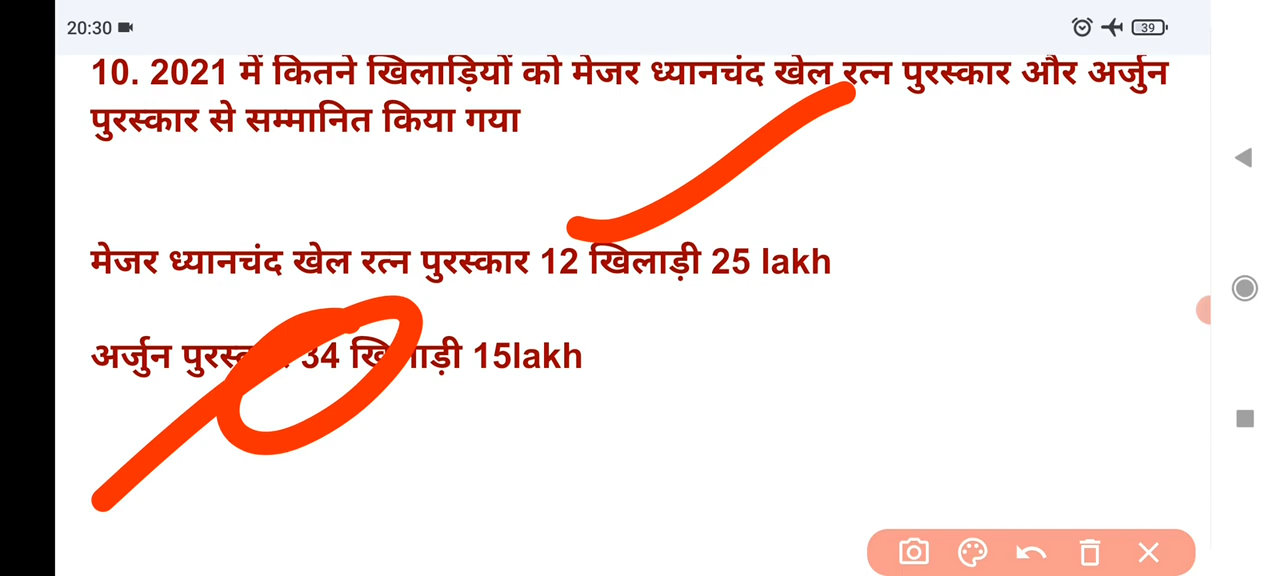 20:30
39
10. 2021 में कितने खिलाड़ियों को मेजर ध्यानचंद खेल रत्न पुरस्कार और अर्जुन
पुरस्कार से सम्मानित किया गया
मेजर ध्यानचंद खेल रत्न पुरस्कार 12 खिलाड़ी 25 lakh
अर्जुन पुरस्कार 34 खिलाड़ी 15lakh